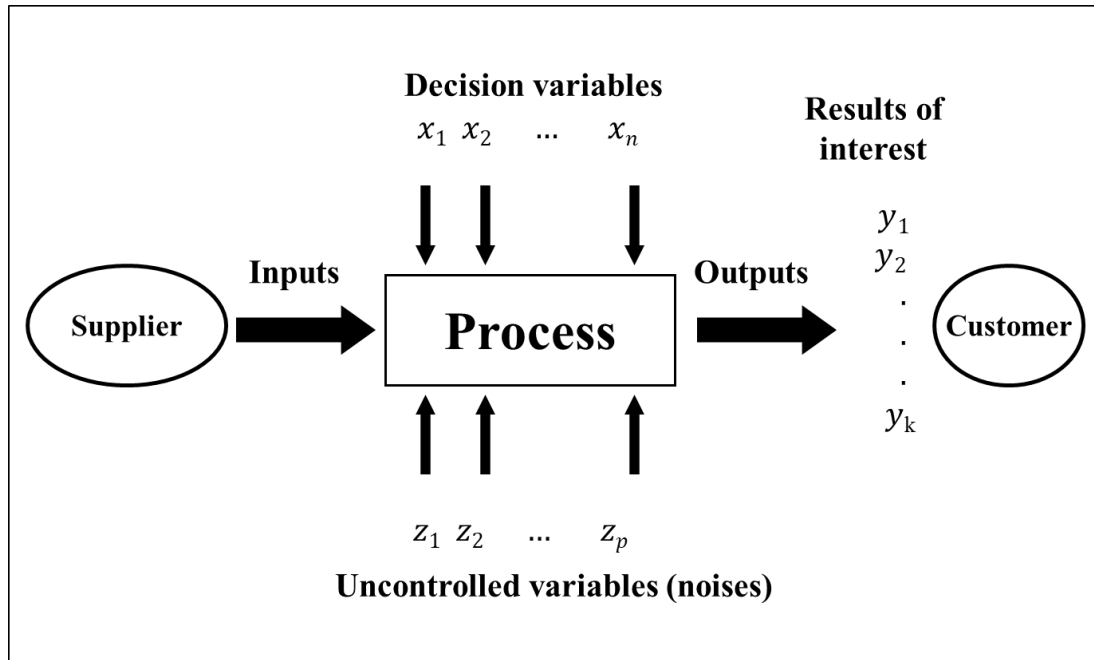 Decision variables
x₁ x₂ ... xₙ
Results of
interest
y₁
y₂
.
.
.
yₖ
Inputs
Outputs
Supplier
Process
Customer
z₁ z₂ ... zₚ
Uncontrolled variables (noises)